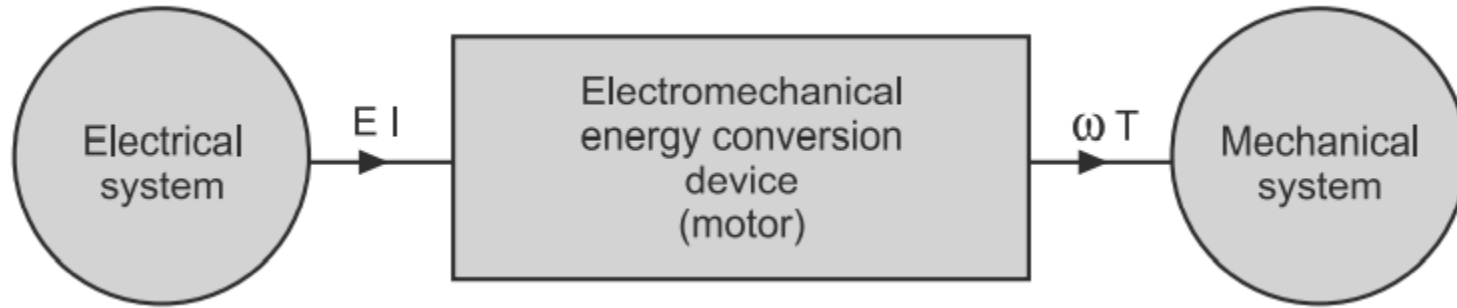 Electrical
system
E I
Electromechanical
energy conversion
device
(motor)
ω T
Mechanical
system